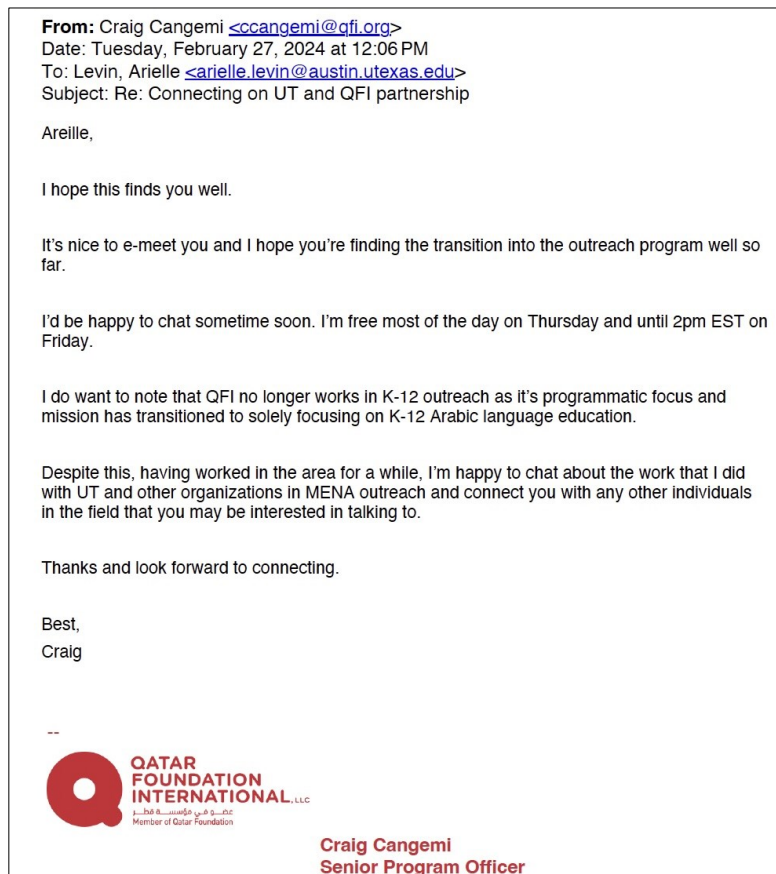 From: Craig Cangemi <ccangemi@qfi.org>
Date: Tuesday, February 27, 2024 at 12:06 PM
To: Levin, Arielle <arielle.levin@austin.utexas.edu>
Subject: Re: Connecting on UT and QFI partnership
Areille,
I hope this finds you well.
It's nice to e-meet you and I hope you're finding the transition into the outreach program well so
far.
I'd be happy to chat sometime soon. I'm free most of the day on Thursday and until 2pm EST on
Friday.
I do want to note that QFI no longer works in K-12 outreach as it's programmatic focus and
mission has transitioned to solely focusing on K-12 Arabic language education.
Despite this, having worked in the area for a while, I'm happy to chat about the work that I did
with UT and other organizations in MENA outreach and connect you with any other individuals
in the field that you may be interested in talking to.
Thanks and look forward to connecting.
Best,
Craig
--
QATAR
FOUNDATION
INTERNATIONAL, LLC
عضـو فـي مؤسـسـة قطـر
Member of Qatar Foundation
Craig Cangemi
Senior Program Officer